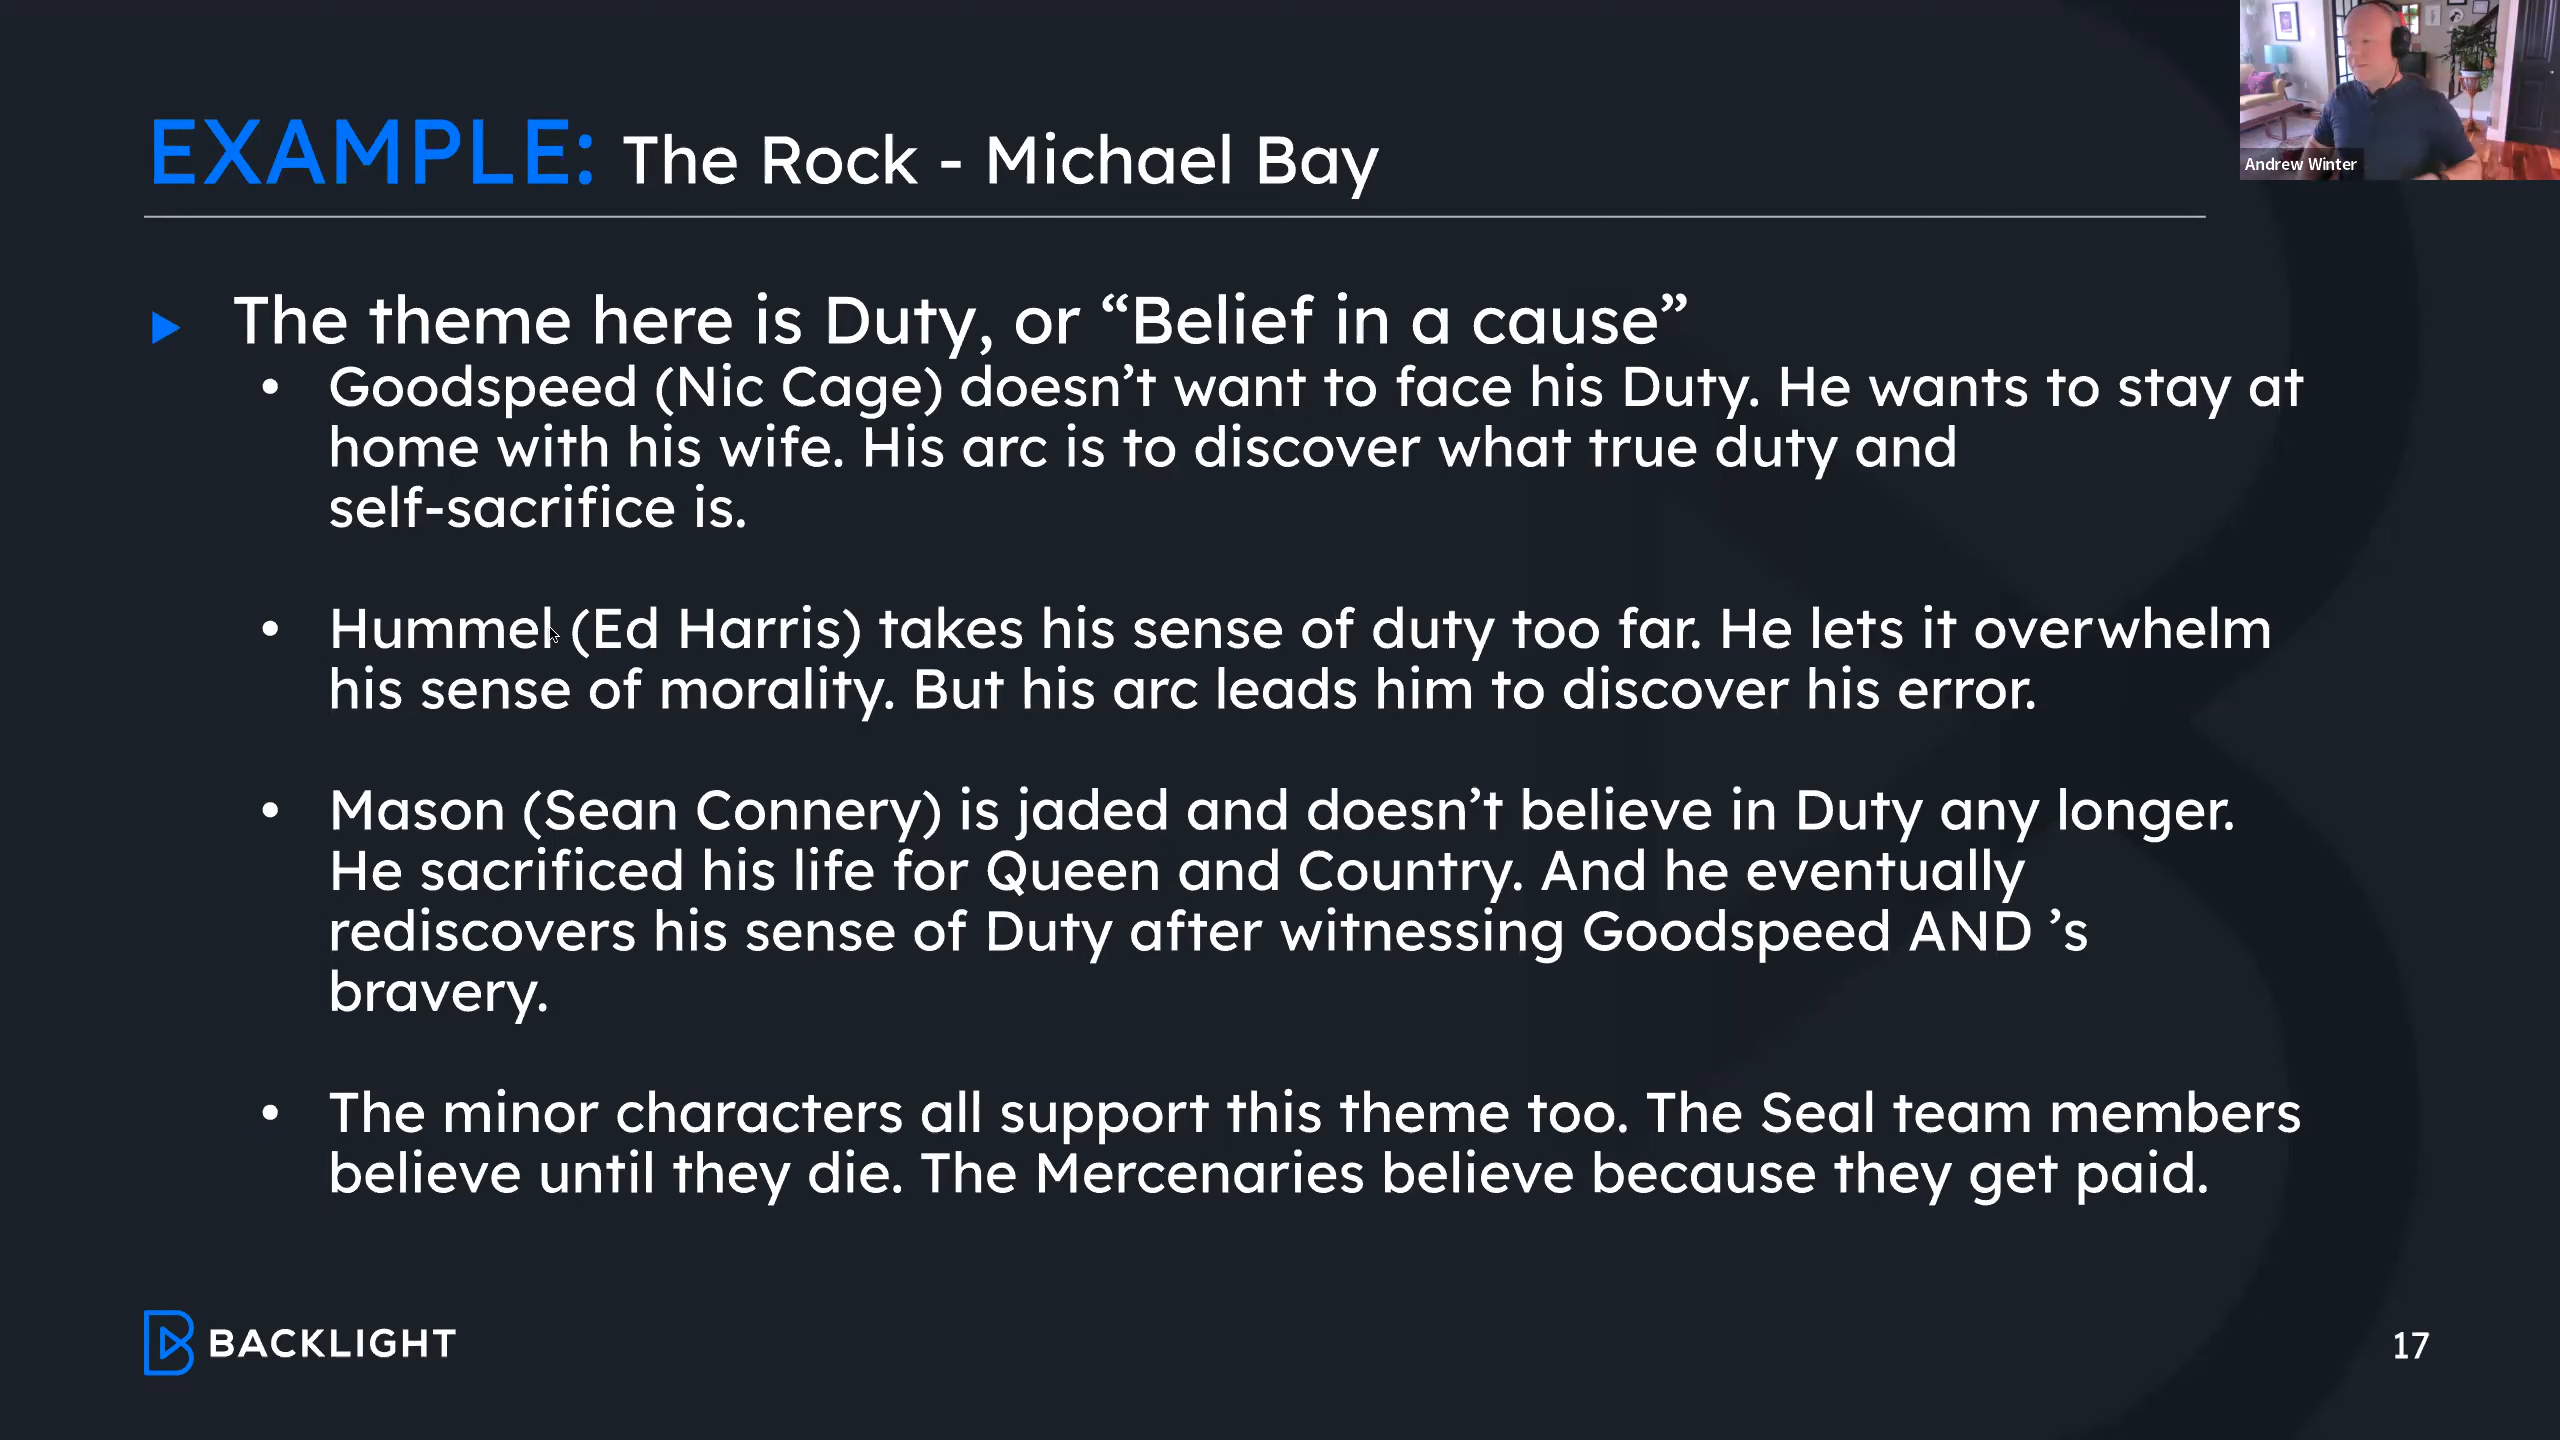 Andrew Winter
EXAMPLE: The Rock - Michael Bay
The theme here is Duty, or “Belief in a cause”
• Goodspeed (Nic Cage) doesn’t want to face his Duty. He wants to stay at
home with his wife. His arc is to discover what true duty and
self-sacrifice is.
• Hummel (Ed Harris) takes his sense of duty too far. He lets it overwhelm
his sense of morality. But his arc leads him to discover his error.
• Mason (Sean Connery) is jaded and doesn’t believe in Duty any longer.
He sacrificed his life for Queen and Country. And he eventually
rediscovers his sense of Duty after witnessing Goodspeed AND ’s
bravery.
• The minor characters all support this theme too. The Seal team members
believe until they die. The Mercenaries believe because they get paid.
BACKLIGHT
17